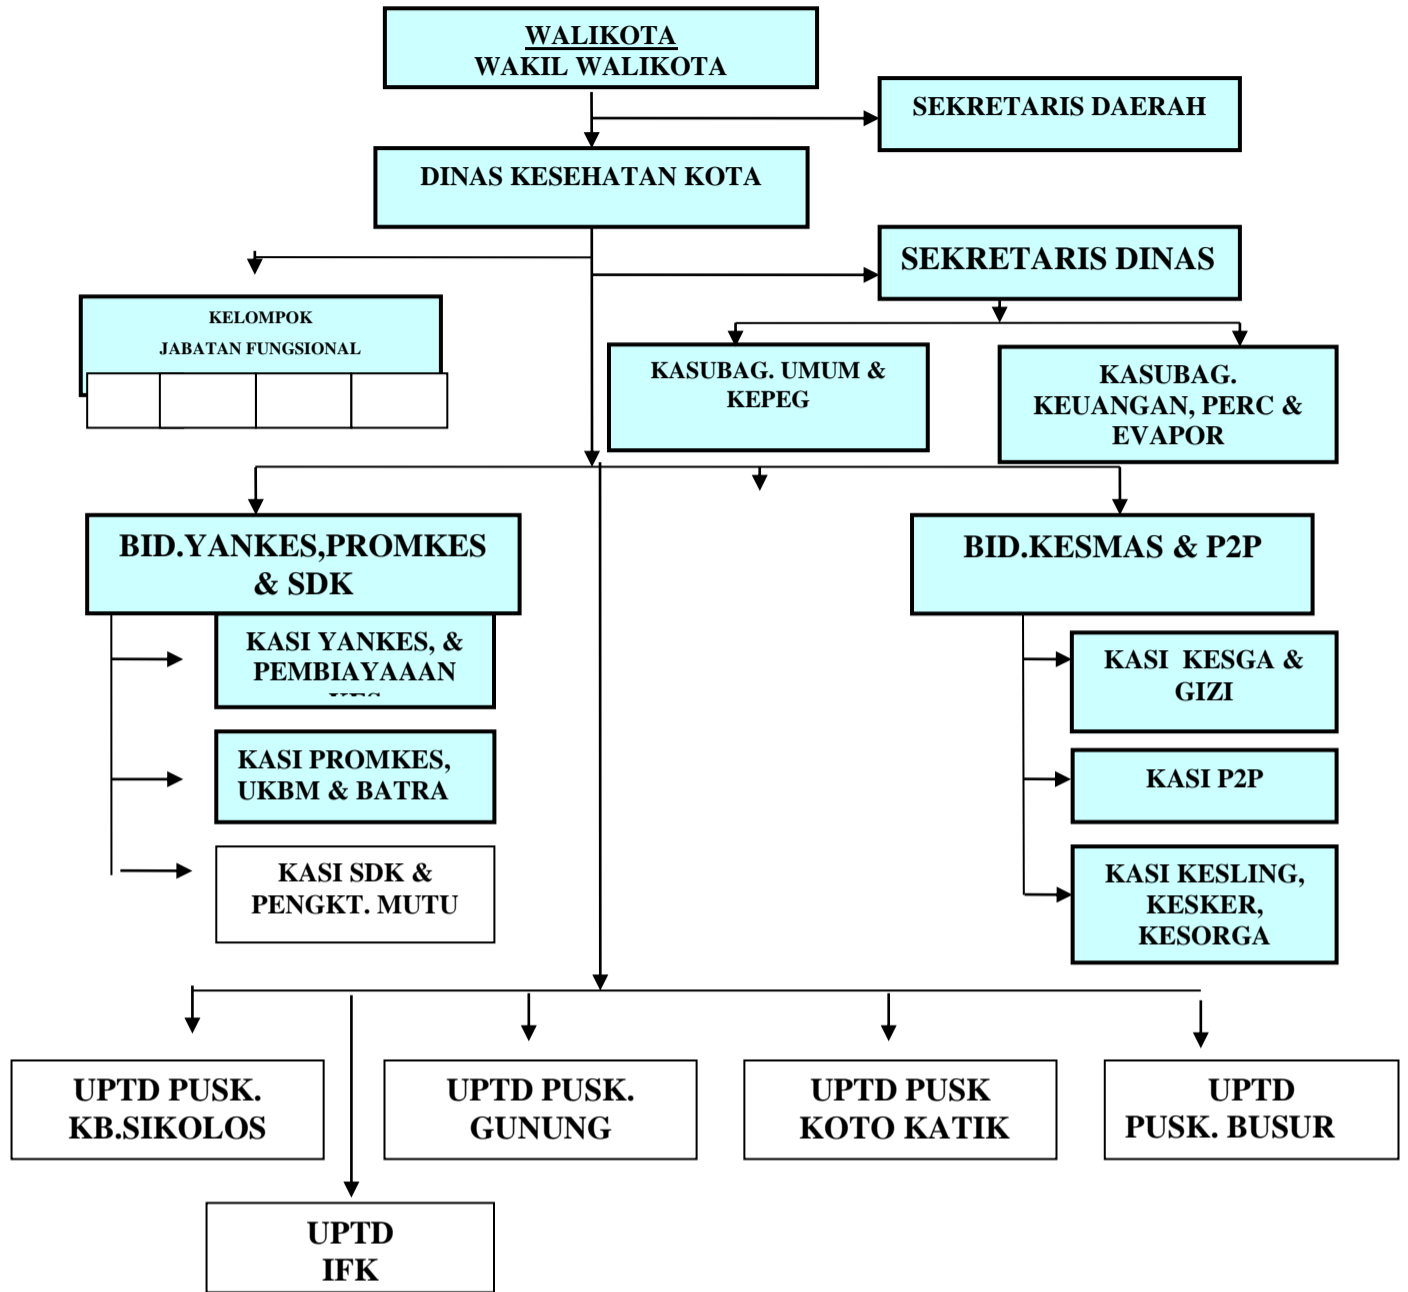 WALIKOTA
WAKIL WALIKOTA
SEKRETARIS DAERAH
DINAS KESEHATAN KOTA
SEKRETARIS DINAS
KELOMPOK
JABATAN FUNGSIONAL
KASUBAG. UMUM &
KEPEG
KASUBAG.
KEUANGAN, PERC &
EVAPOR
BID.YANKES,PROMKES
& SDK
BID.KESMAS & P2P
KASI YANKES, &
PEMBIAYAAAN
KASI PROMKES,
UKBM & BATRA
KASI SDK &
PENGKT. MUTU
KASI KESGA &
GIZI
KASI P2P
KASI KESLING,
KESKER,
KESORGA
UPTD PUSK.
KB.SIKOLOS
UPTD PUSK.
GUNUNG
UPTD PUSK
KOTO KATIK
UPTD
PUSK. BUSUR
UPTD
IFK